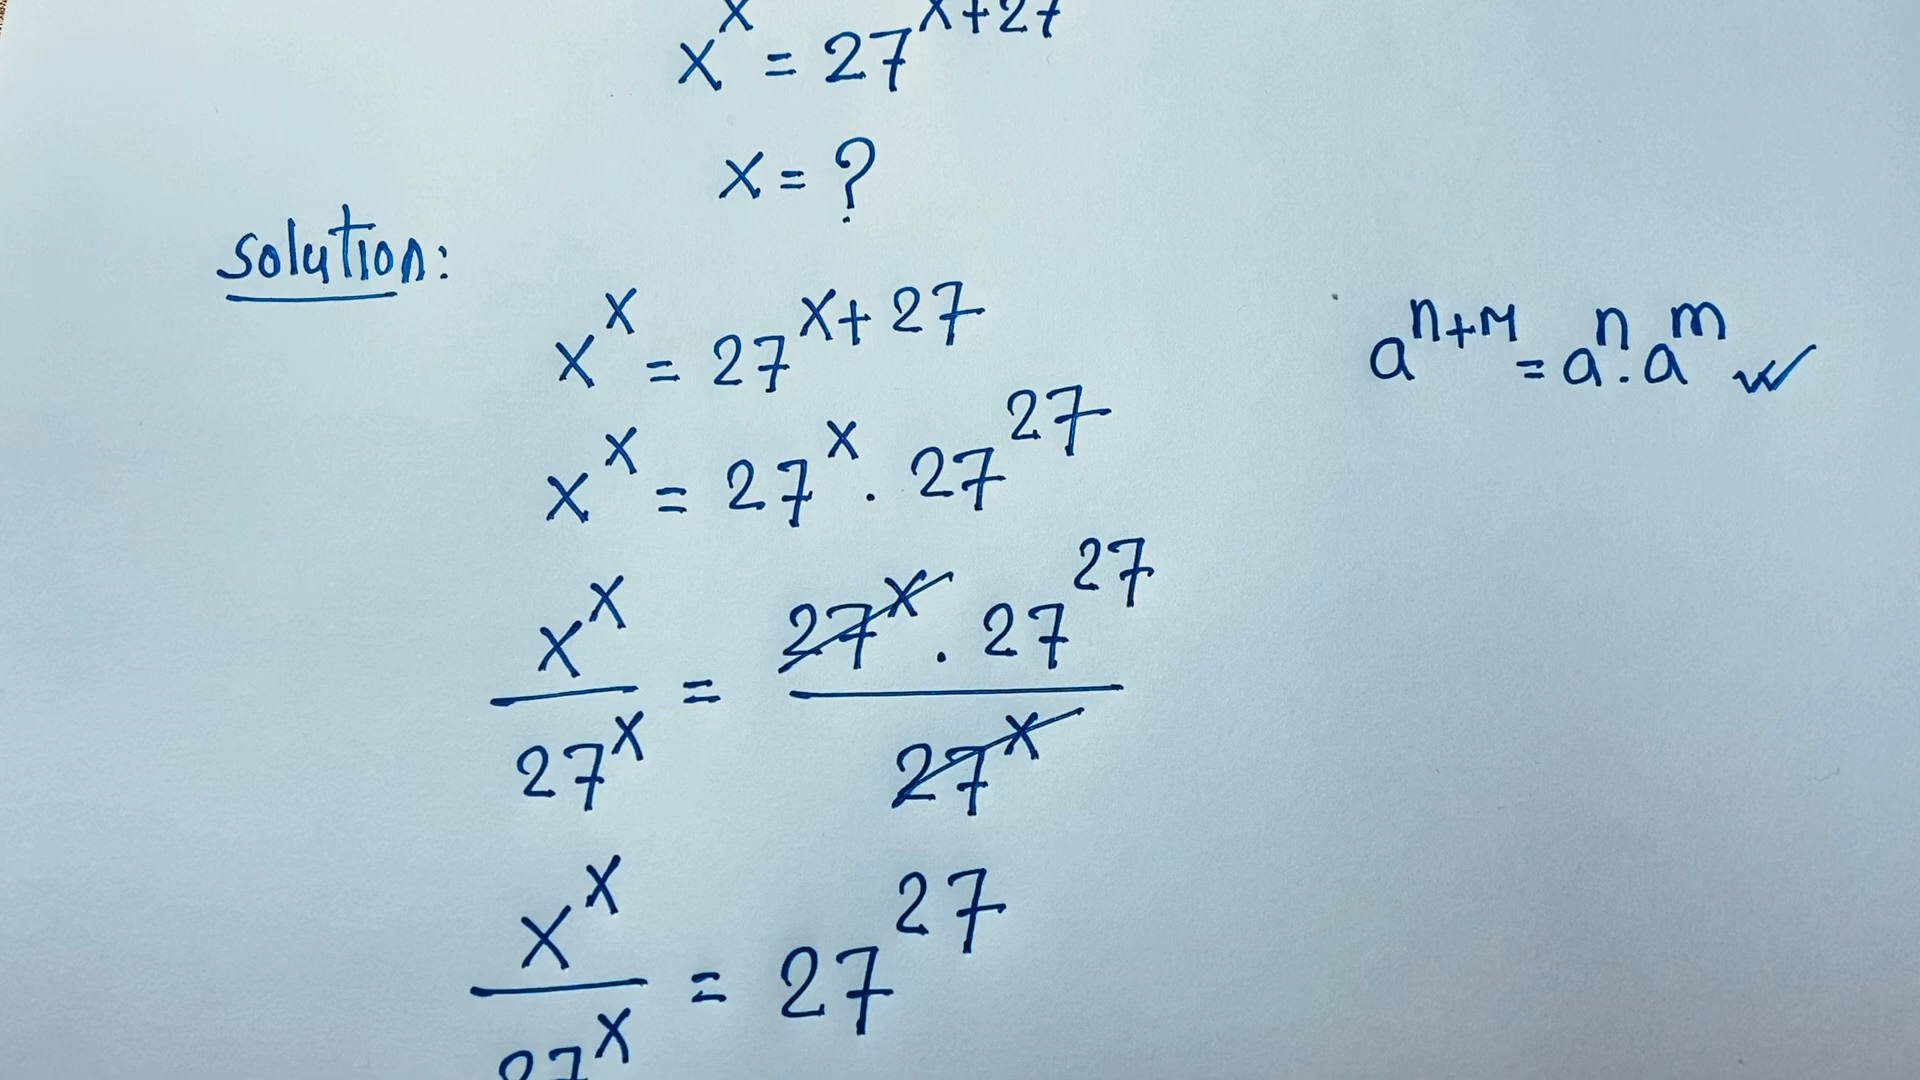 x^x = 27^{x+27}
x = ?
Solution:
x^x = 27^{x+27}
a^{n+m} = a^n . a^m ✓
x^x = 27^x . 27^{27}
x^x / 27^x = 27^x . 27^{27} / 27^x
x^x / 27^x = 27^{27}